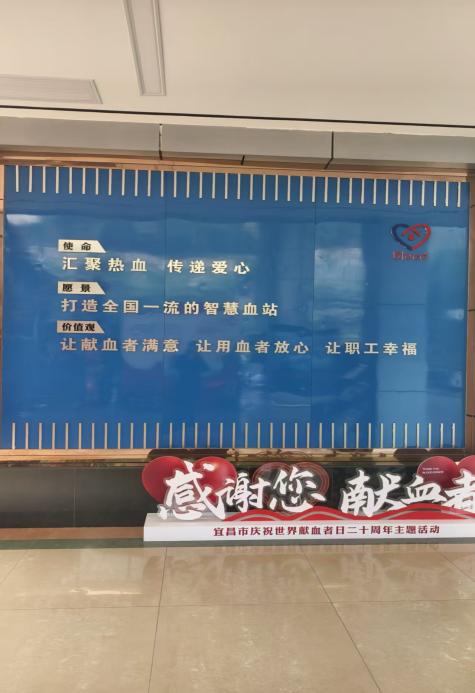 使命
汇聚热血 传递爱心
愿景
打造全国一流的智慧血站
价值观
让献血者满意 让用血者放心 让职工幸福
感谢您 献血者
宜昌市庆祝世界献血者日二十周年主题活动